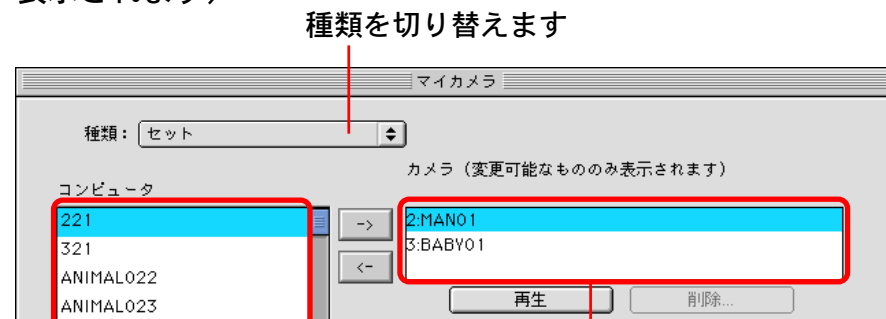 種類を切り替えます
マイカメラ
種類： セット
カメラ（変更可能なもののみ表示されます）
コンピュータ
221
321
ANIMAL022
ANIMAL023
->
<-
2:MAN01
3:BABY01
再生
削除...